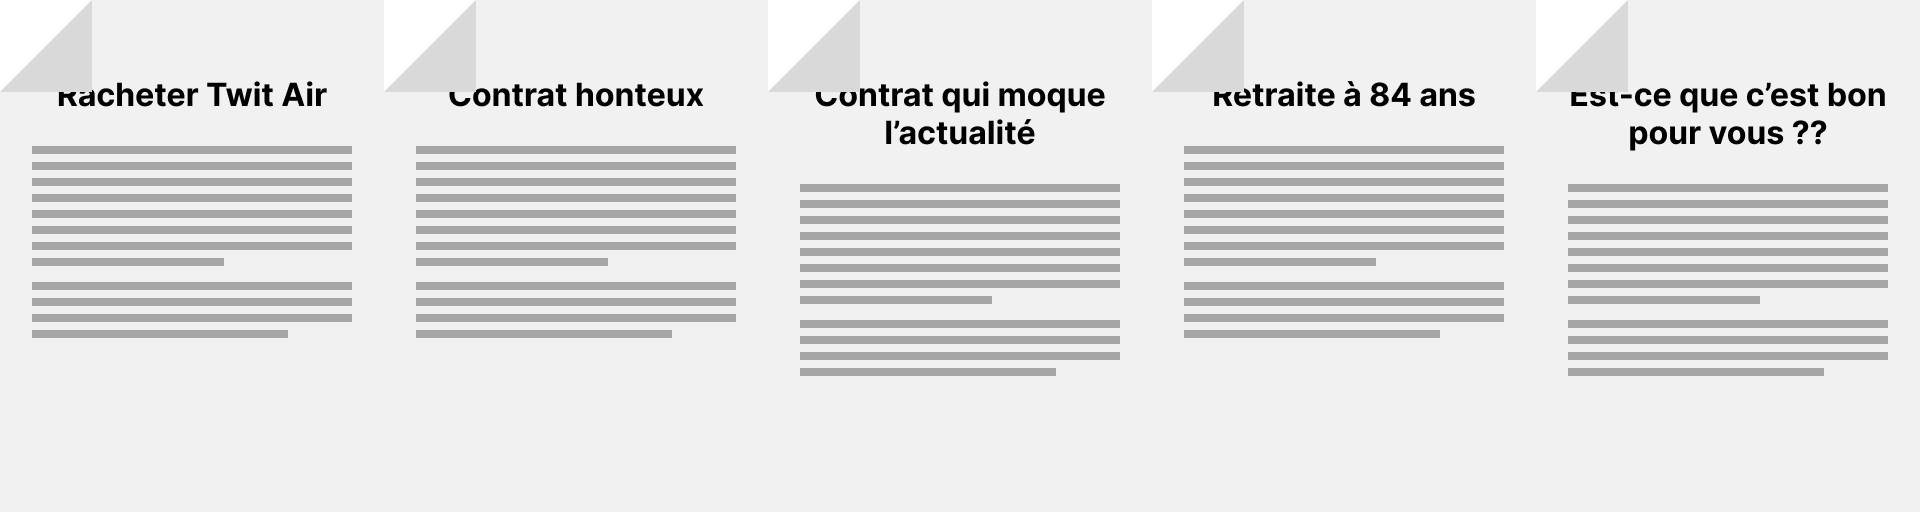 Racheter Twit Air
Contrat honteux
Contrat qui moque
l’actualité
Retraite à 84 ans
Est-ce que c’est bon
pour vous ??